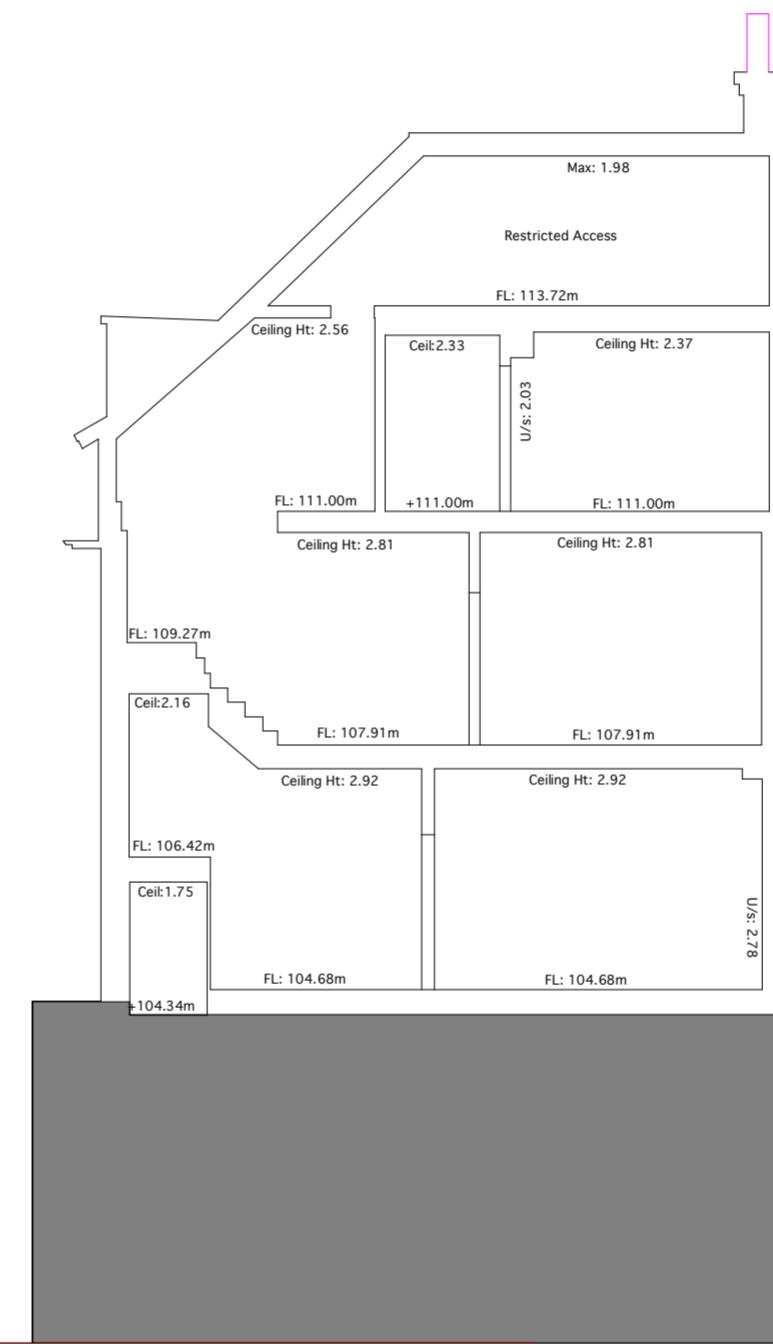 Max: 1.98
Restricted Access
FL: 113.72m
Ceiling Ht: 2.56
Ceil:2.33
Ceiling Ht: 2.37
U/s: 2.03
FL: 111.00m
+111.00m
FL: 111.00m
Ceiling Ht: 2.81
Ceiling Ht: 2.81
FL: 109.27m
Ceil:2.16
FL: 107.91m
FL: 107.91m
Ceiling Ht: 2.92
Ceiling Ht: 2.92
FL: 106.42m
Ceil:1.75
U/s: 2.78
FL: 104.68m
FL: 104.68m
+104.34m